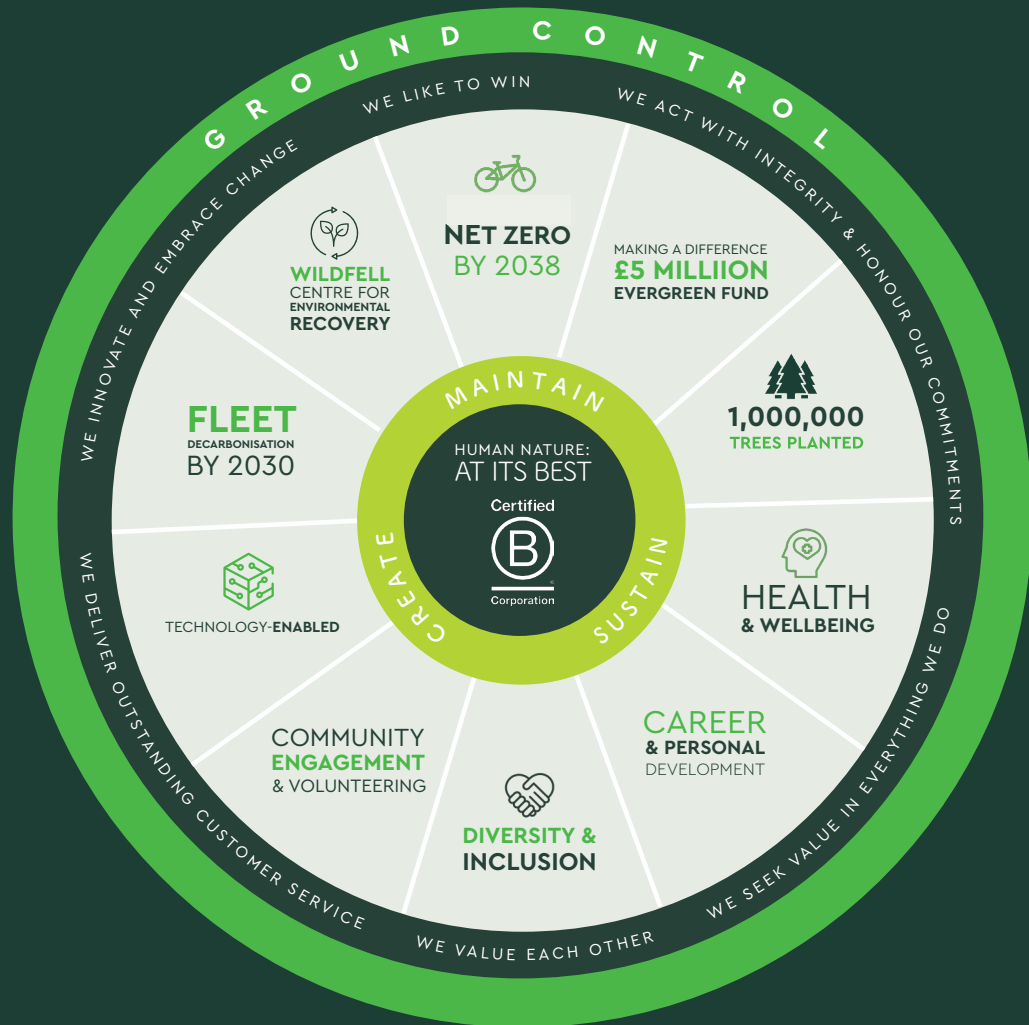 GROUND CONTROL
WE LIKE TO WIN
WE ACT WITH INTEGRITY & HONOUR OUR COMMITMENTS
WE SEEK VALUE IN EVERYTHING WE DO
WE VALUE EACH OTHER
WE DELIVER OUTSTANDING CUSTOMER SERVICE
WE INNOVATE AND EMBRACE CHANGE
NET ZERO
BY 2038
MAKING A DIFFERENCE
£5 MILLIION
EVERGREEN FUND
1,000,000
TREES PLANTED
HEALTH
& WELLBEING
CAREER
& PERSONAL
DEVELOPMENT
DIVERSITY &
INCLUSION
COMMUNITY
ENGAGEMENT
& VOLUNTEERING
TECHNOLOGY-ENABLED
FLEET
DECARBONISATION
BY 2030
WILDFELL
CENTRE FOR
ENVIRONMENTAL
RECOVERY
MAINTAIN
SUSTAIN
CREATE
HUMAN NATURE:
AT ITS BEST
Certified
B
®
Corporation